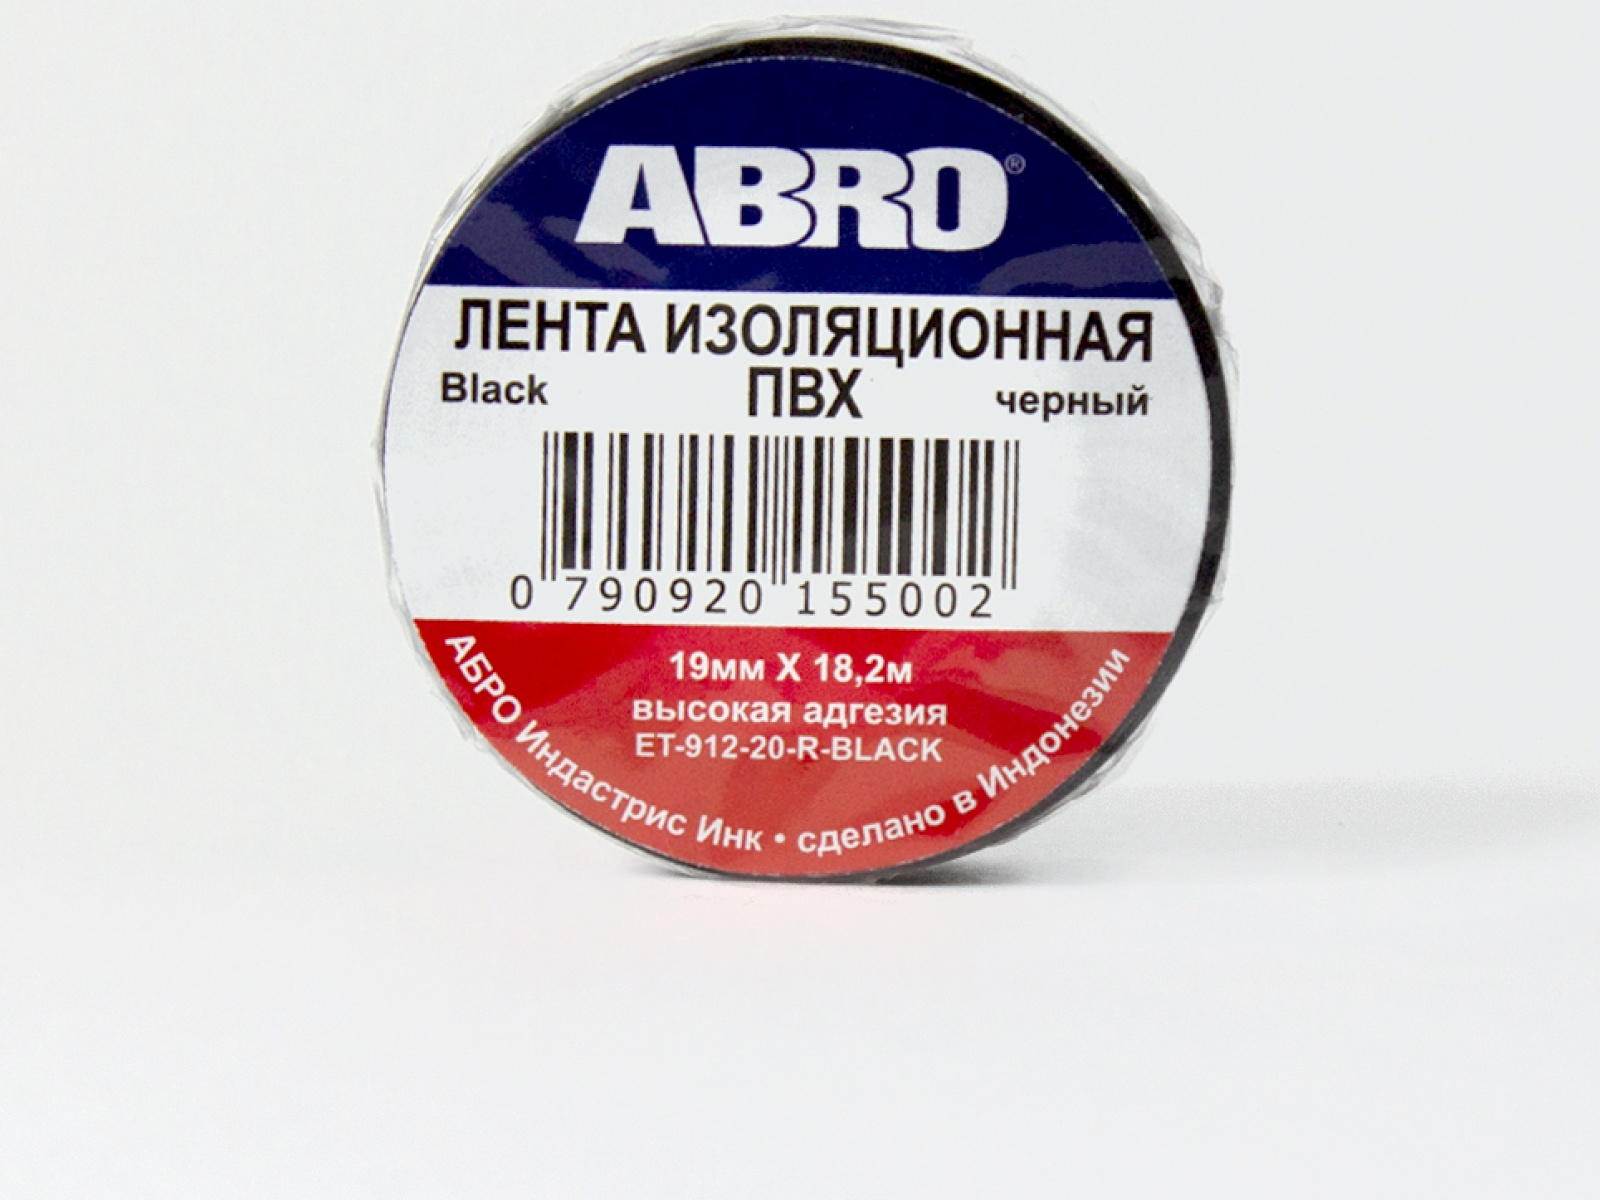 ABRO®
ЛЕНТА ИЗОЛЯЦИОННАЯ
Black ПВХ черный
0 790920 155002
19мм X 18,2м
высокая адгезия
ET-912-20-R-BLACK
АБРО Индастрис Инк • сделано в Индонезии